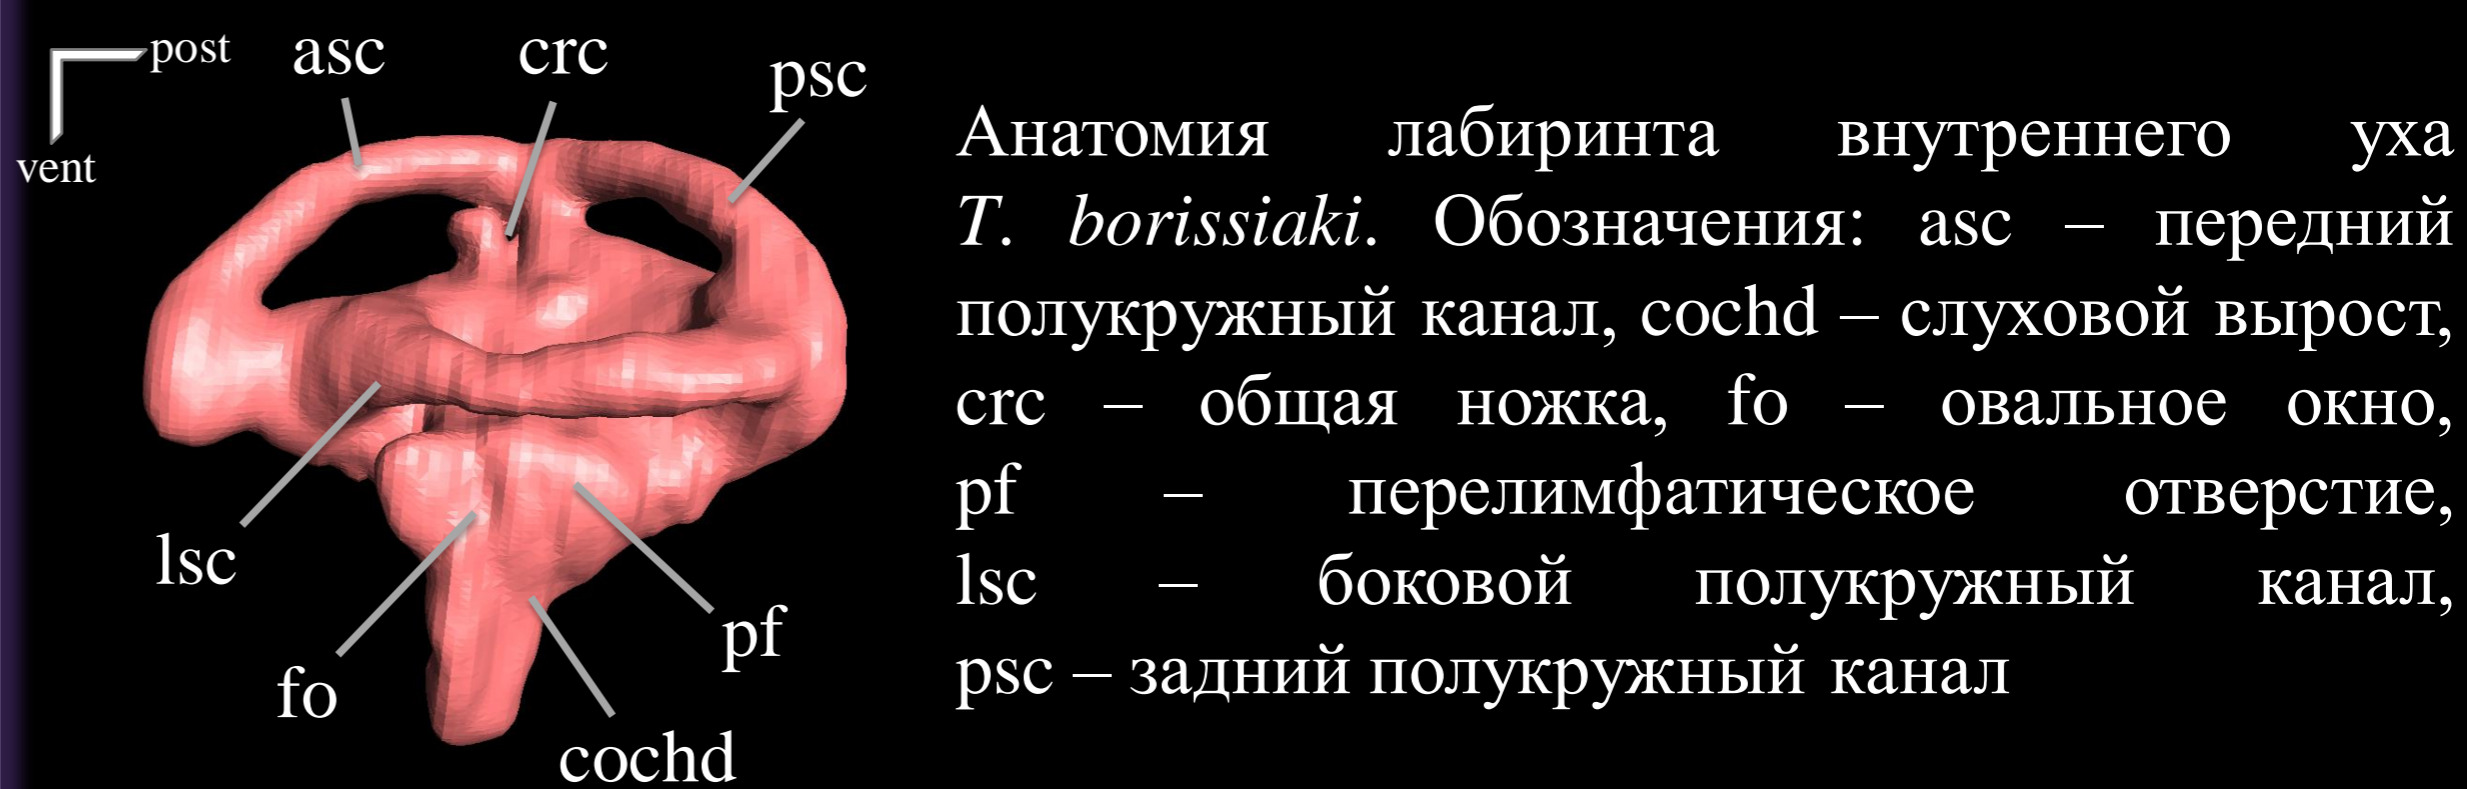 post
asc
crc
psc
vent
lsc
fo
pf
cochd
Анатомия лабиринта внутреннего уха
T. borissiaki. Обозначения: asc – передний
полукружный канал, cochd – слуховой вырост,
crc – общая ножка, fo – овальное окно,
pf – перелимфатическое отверстие,
lsc – боковой полукружный канал,
psc – задний полукружный канал